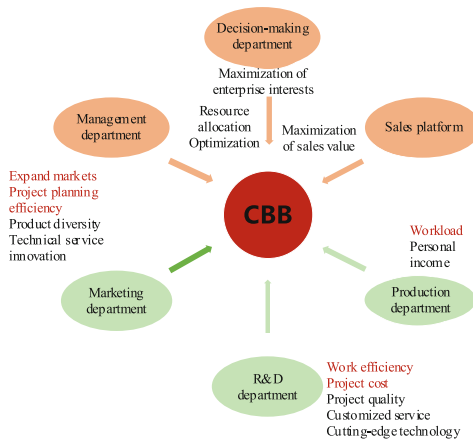 Decision-making
department
Maximization of
enterprise interests
Management
department
Resource
allocation
Optimization
Maximization
of sales value
Sales platform
Expand markets
Project planning
efficiency
Product diversity
Technical service
innovation
CBB
Workload
Personal
income
Marketing
department
Production
department
R&D
department
Work efficiency
Project cost
Project quality
Customized service
Cutting-edge technology